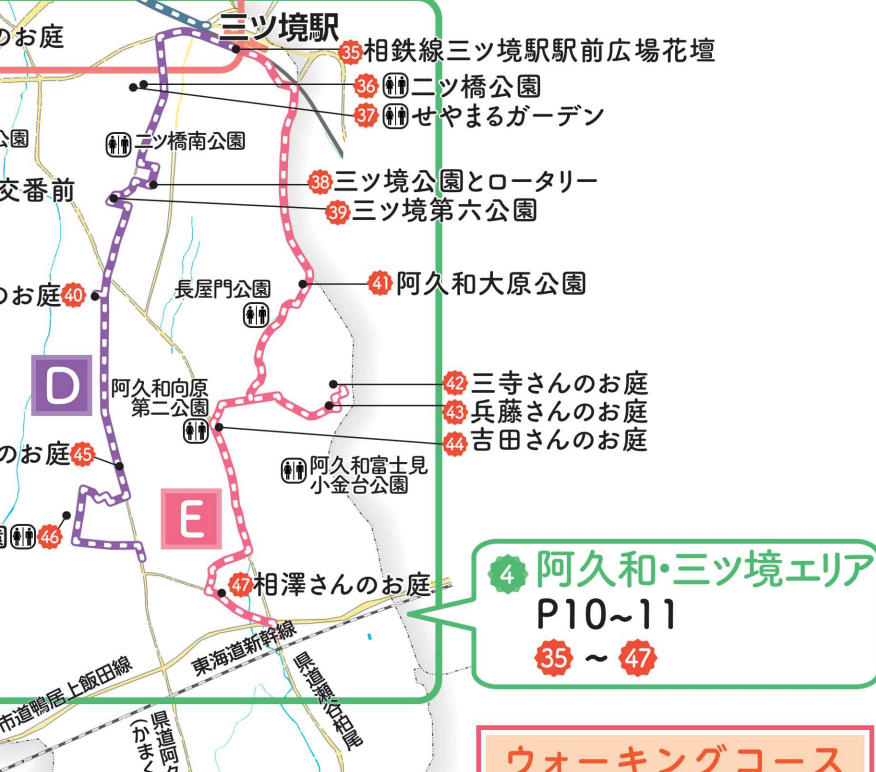 三ツ境駅
のお庭
35 相鉄線三ツ境駅駅前広場花壇
36 二ツ橋公園
37 せやまるガーデン
公園
二ツ橋南公園
38 三ツ境公園とロータリー
交番前
39 三ツ境第六公園
41 阿久和大原公園
のお庭 40
長屋門公園
D
阿久和向原
第二公園
42 三寺さんのお庭
43 兵藤さんのお庭
44 吉田さんのお庭
のお庭 45
阿久和富士見
小金台公園
E
46
47 相澤さんのお庭
4 阿久和・三ツ境エリア
P10~11
35 ~ 47
東海道新幹線
市道鴨居上飯田線
県道瀬谷柏尾
県道阿久
(かまく
ウォーキングコース